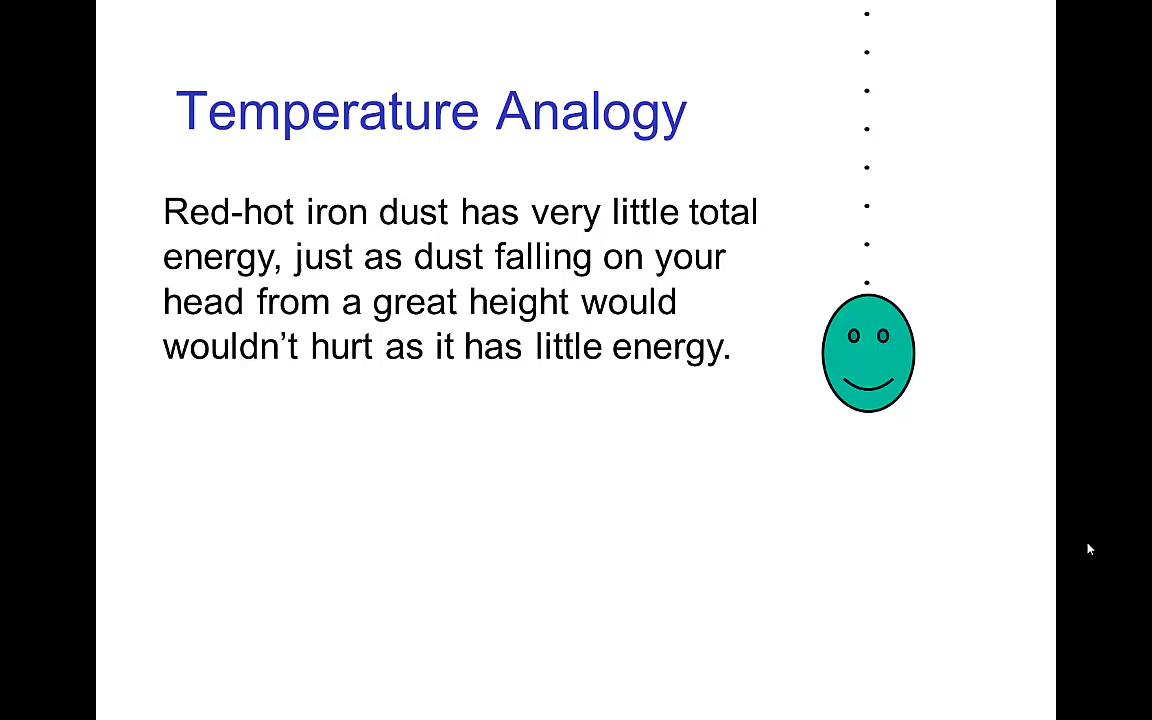 Temperature Analogy
Red-hot iron dust has very little total
energy, just as dust falling on your
head from a great height would
wouldn’t hurt as it has little energy.